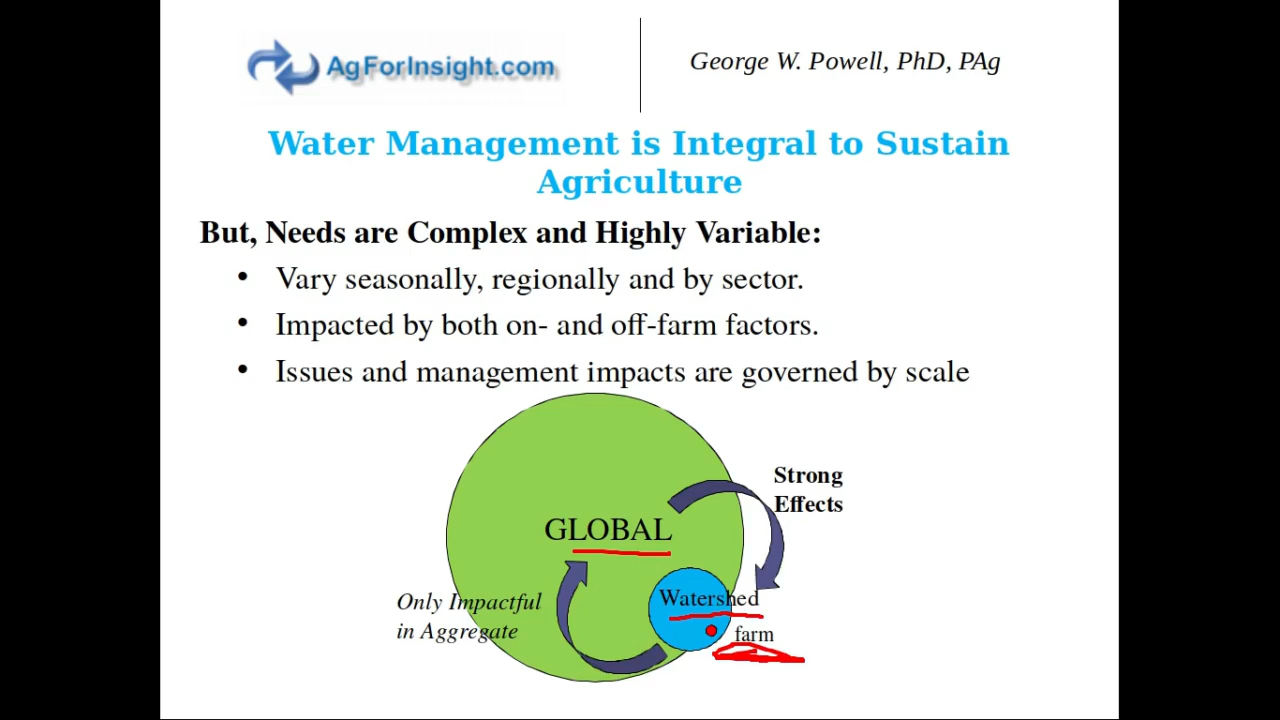 AgForInsight.com
George W. Powell, PhD, PAg
Water Management is Integral to Sustain
Agriculture
But, Needs are Complex and Highly Variable:
• Vary seasonally, regionally and by sector.
• Impacted by both on- and off-farm factors.
• Issues and management impacts are governed by scale
Strong
Effects
GLOBAL
Only Impactful
in Aggregate
Watershed
farm